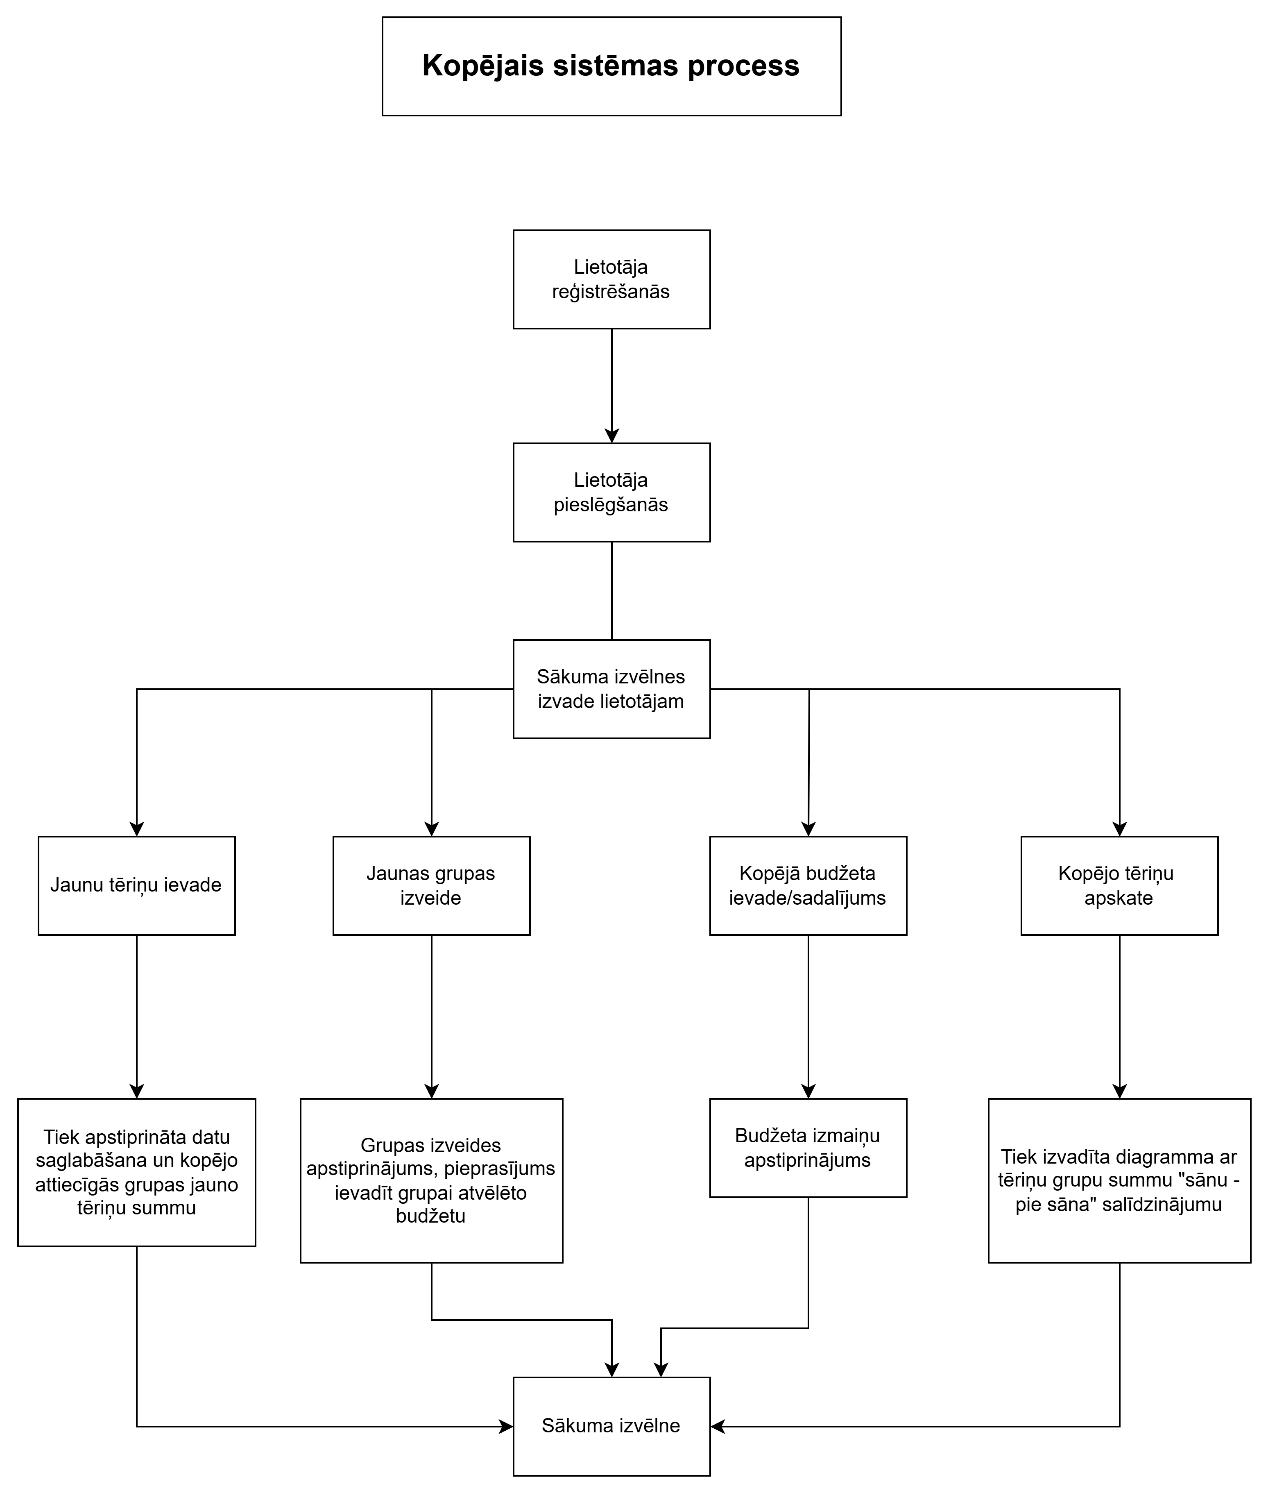 Kopējais sistēmas process
Lietotāja
reģistrēšanās
Lietotāja
pieslēgšanās
Sākuma izvēlnes
izvade lietotājam
Jaunu tēriņu ievade
Jaunas grupas
izveide
Kopējā budžeta
ievade/sadalījums
Kopējo tēriņu
apskate
Tiek apstiprināta datu
saglabāšana un kopējo
attiecīgās grupas jauno
tēriņu summu
Grupas izveides
apstiprinājums, pieprasījums
ievadīt grupai atvēlēto
budžetu
Budžeta izmaiņu
apstiprinājums
Tiek izvadīta diagramma ar
tēriņu grupu summu "sānu -
pie sāna" salīdzinājumu
Sākuma izvēlne